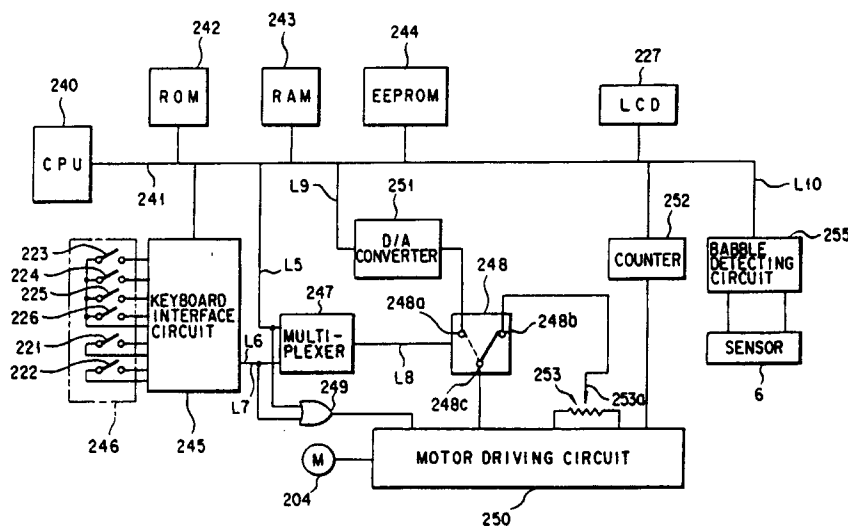 242
243
244
227
ROM
RAM
EEPROM
LCD
240
CPU
241
L9
251
252
L10
D/A
CONVERTER
COUNTER
255
BABBLE
DETECTING
CIRCUIT
223
224
225
226
221
222
KEYBOARD
INTERFACE
CIRCUIT
L5
247
248
248a
248b
MULTI-
PLEXER
L6
L7
L8
248c
SENSOR
6
249
253
253a
246
245
M
204
MOTOR DRIVING CIRCUIT
250